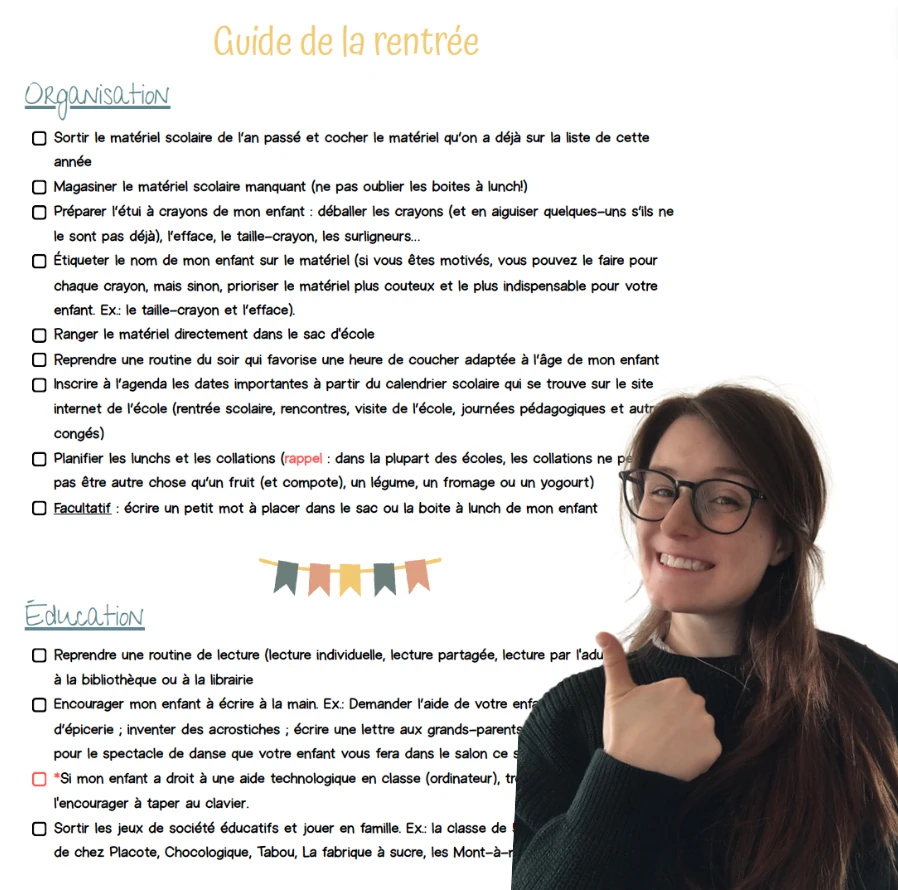 Guide de la rentrée
Organisation
Sortir le matériel scolaire de l'an passé et cocher le matériel qu'on a déjà sur la liste de cette
année
Magasiner le matériel scolaire manquant (ne pas oublier les boites à lunch!)
Préparer l'étui à crayons de mon enfant : déballer les crayons (et en aiguiser quelques-uns s'ils ne
le sont pas déjà), l'efface, le taille-crayon, les surligneurs...
Étiqueter le nom de mon enfant sur le matériel (si vous êtes motivés, vous pouvez le faire pour
chaque crayon, mais sinon, prioriser le matériel plus couteux et le plus indispensable pour votre
enfant. Ex.: le taille-crayon et l'efface).
Ranger le matériel directement dans le sac d'école
Reprendre une routine du soir qui favorise une heure de coucher adaptée à l'âge de mon enfant
Inscrire à l'agenda les dates importantes à partir du calendrier scolaire qui se trouve sur le site
internet de l'école (rentrée scolaire, rencontres, visite de l'école, journées pédagogiques et
congés)
Planifier les lunchs et les collations (rappel : dans la plupart des écoles, les collations ne
pas être autre chose qu'un fruit (et compote), un légume, un fromage ou un yogourt)
Facultatif : écrire un petit mot à placer dans le sac ou la boite à lunch de mon enfant
Éducation
Reprendre une routine de lecture (lecture individuelle, lecture partagée, lecture par
à la bibliothèque ou à la librairie
Encourager mon enfant à écrire à la main. Ex.: Demander l'aide de votre
d'épicerie ; inventer des acrostiches ; écrire une lettre aux grands-parents
pour le spectacle de danse que votre enfant vous fera dans le salon ce
*Si mon enfant a droit à une aide technologique en classe (ordinateur),
l'encourager à taper au clavier.
Sortir les jeux de société éducatifs et jouer en famille. Ex.: la classe de
de chez Placote, Chocologique, Tabou, La fabrique à sucre, les